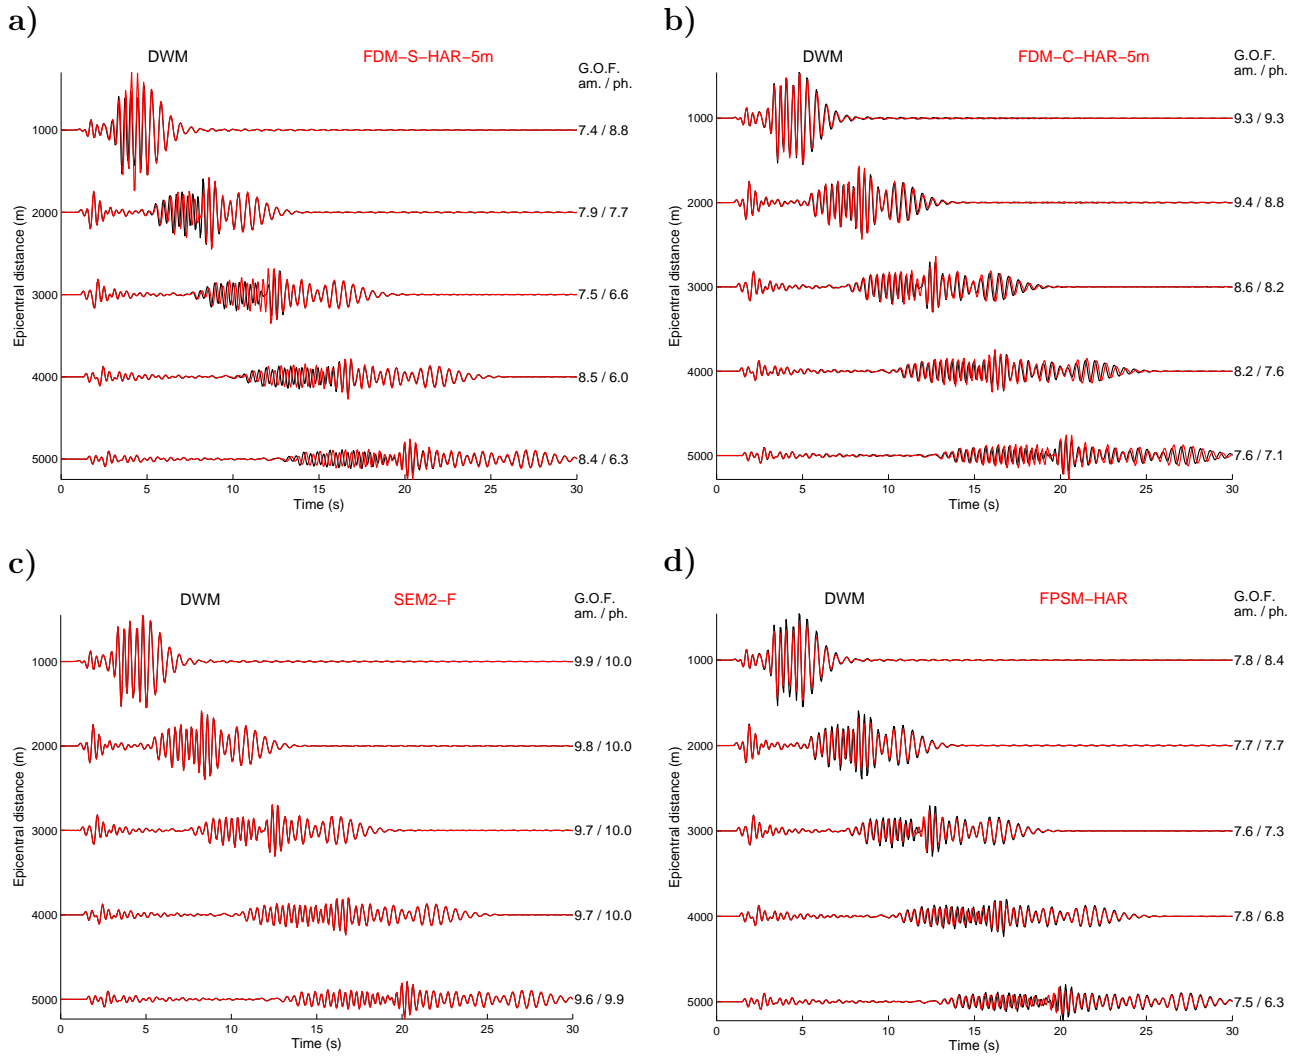 a)
DWM FDM-S-HAR-5m G.O.F.
am. / ph.
1000 7.4 / 8.8
2000 7.9 / 7.7
3000 7.5 / 6.6
4000 8.5 / 6.0
5000 8.4 / 6.3
Epicentral distance (m)
0 5 10 15 20 25 30
Time (s)
b)
DWM FDM-C-HAR-5m G.O.F.
am. / ph.
1000 9.3 / 9.3
2000 9.4 / 8.8
3000 8.6 / 8.2
4000 8.2 / 7.6
5000 7.6 / 7.1
Epicentral distance (m)
0 5 10 15 20 25 30
Time (s)
c)
DWM SEM2-F G.O.F.
am. / ph.
1000 9.9 / 10.0
2000 9.8 / 10.0
3000 9.7 / 10.0
4000 9.7 / 10.0
5000 9.6 / 9.9
Epicentral distance (m)
0 5 10 15 20 25 30
Time (s)
d)
DWM FPSM-HAR G.O.F.
am. / ph.
1000 7.8 / 8.4
2000 7.7 / 7.7
3000 7.6 / 7.3
4000 7.8 / 6.8
5000 7.5 / 6.3
Epicentral distance (m)
0 5 10 15 20 25 30
Time (s)